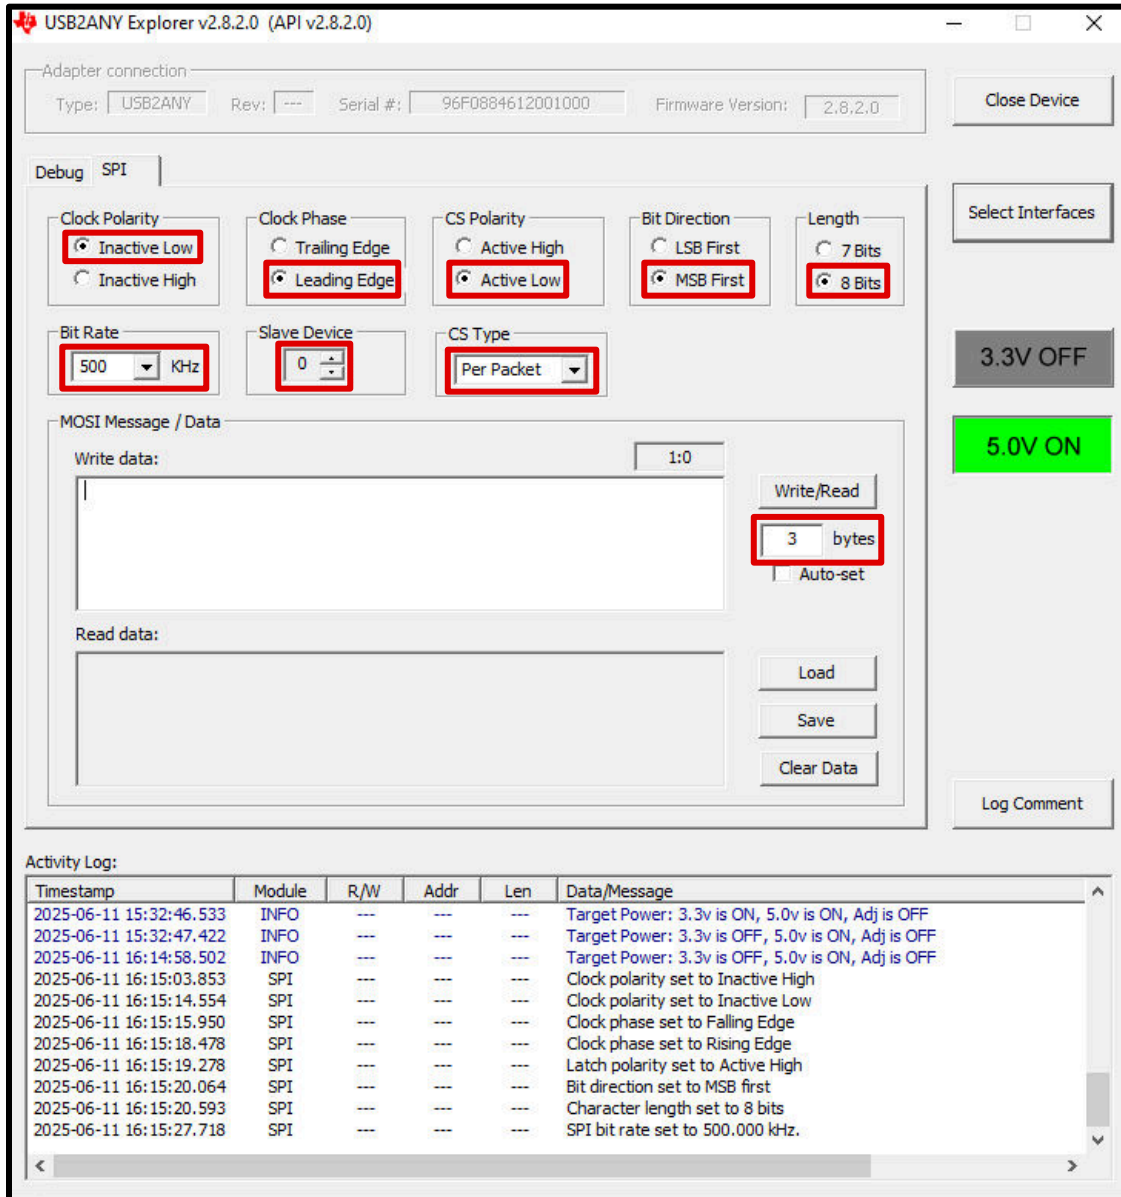 USB2ANY Explorer v2.8.2.0 (API v2.8.2.0)
Adapter connection
Type: USB2ANY Rev: --- Serial #: 96F0884612001000 Firmware Version: 2.8.2.0
Close Device
Debug SPI
Select Interfaces
Clock Polarity Clock Phase CS Polarity Bit Direction Length
Inactive Low Trailing Edge Active High LSB First 7 Bits
Inactive High Leading Edge Active Low MSB First 8 Bits
Bit Rate Slave Device CS Type
500 KHz 0 Per Packet
3.3V OFF
MOSI Message / Data
5.0V ON
Write data: 1:0
Write/Read
3 bytes
Auto-set
Read data:
Load
Save
Clear Data
Log Comment
Activity Log:
Timestamp Module R/W Addr Len Data/Message
2025-06-11 15:32:46.533 INFO --- --- --- Target Power: 3.3v is ON, 5.0v is ON, Adj is OFF
2025-06-11 15:32:47.422 INFO --- --- --- Target Power: 3.3v is OFF, 5.0v is ON, Adj is OFF
2025-06-11 16:14:58.502 INFO --- --- --- Target Power: 3.3v is OFF, 5.0v is ON, Adj is OFF
2025-06-11 16:15:03.853 SPI --- --- --- Clock polarity set to Inactive High
2025-06-11 16:15:14.554 SPI --- --- --- Clock polarity set to Inactive Low
2025-06-11 16:15:15.950 SPI --- --- --- Clock phase set to Falling Edge
2025-06-11 16:15:18.478 SPI --- --- --- Clock phase set to Rising Edge
2025-06-11 16:15:19.278 SPI --- --- --- Latch polarity set to Active High
2025-06-11 16:15:20.064 SPI --- --- --- Bit direction set to MSB first
2025-06-11 16:15:20.593 SPI --- --- --- Character length set to 8 bits
2025-06-11 16:15:27.718 SPI --- --- --- SPI bit rate set to 500.000 kHz.